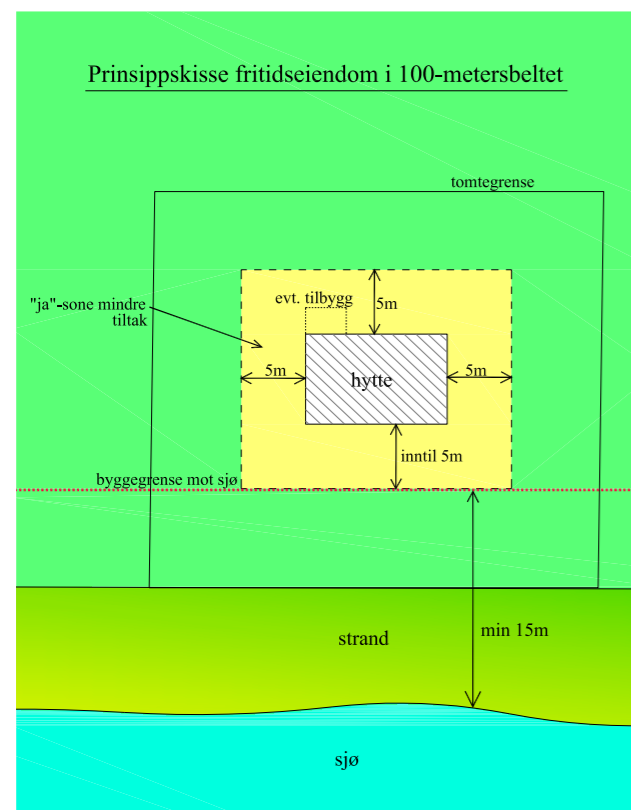 Prinsippskisse fritidseiendom i 100-metersbeltet
tomtegrense
"ja"-sone mindre
tiltak
evt. tilbygg
5m
5m
hytte
5m
inntil 5m
byggegrense mot sjø
strand
min 15m
sjø